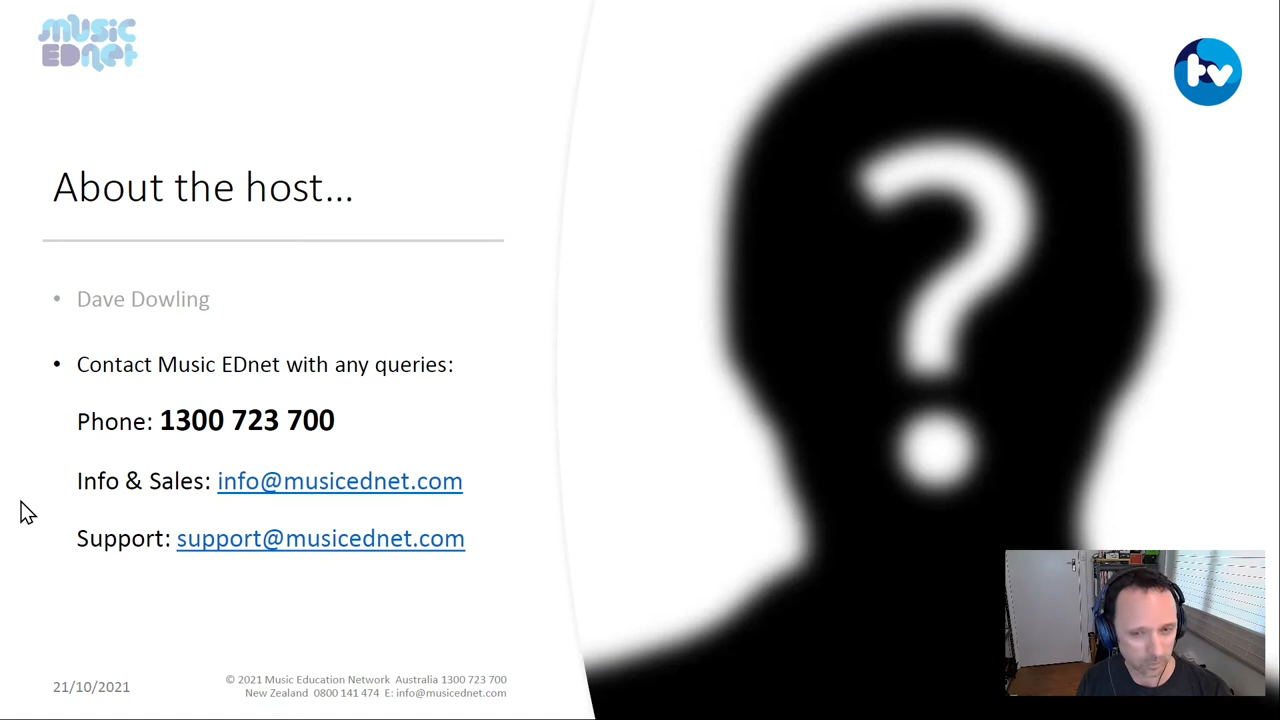 music
EDnet
tv
About the host...
• Dave Dowling
• Contact Music EDnet with any queries:
Phone: 1300 723 700
Info & Sales: info@musicednet.com
Support: support@musicednet.com
?
21/10/2021
© 2021 Music Education Network Australia 1300 723 700
New Zealand 0800 141 474 E: info@musicednet.com